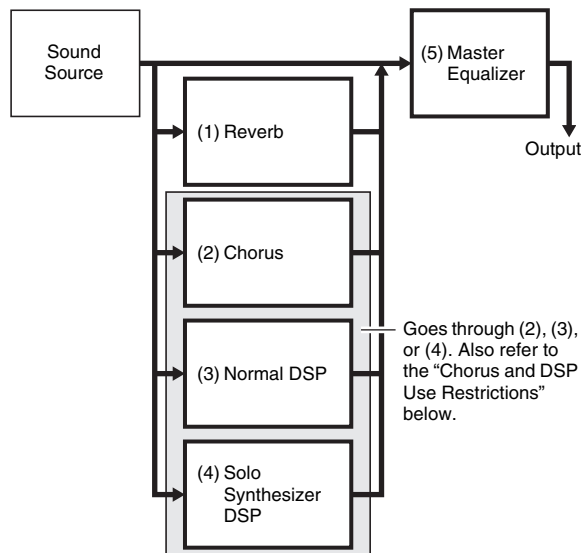 Sound
Source
(5) Master
Equalizer
Output
(1) Reverb
(2) Chorus
Goes through (2), (3),
or (4). Also refer to
the “Chorus and DSP
Use Restrictions”
below.
(3) Normal DSP
(4) Solo
Synthesizer
DSP